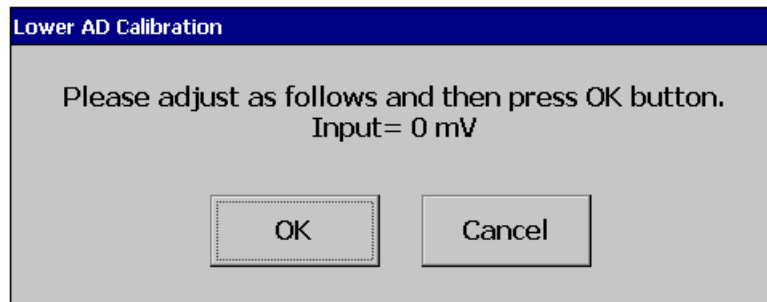 Lower AD Calibration
Please adjust as follows and then press OK button.
Input= 0 mV
OK Cancel